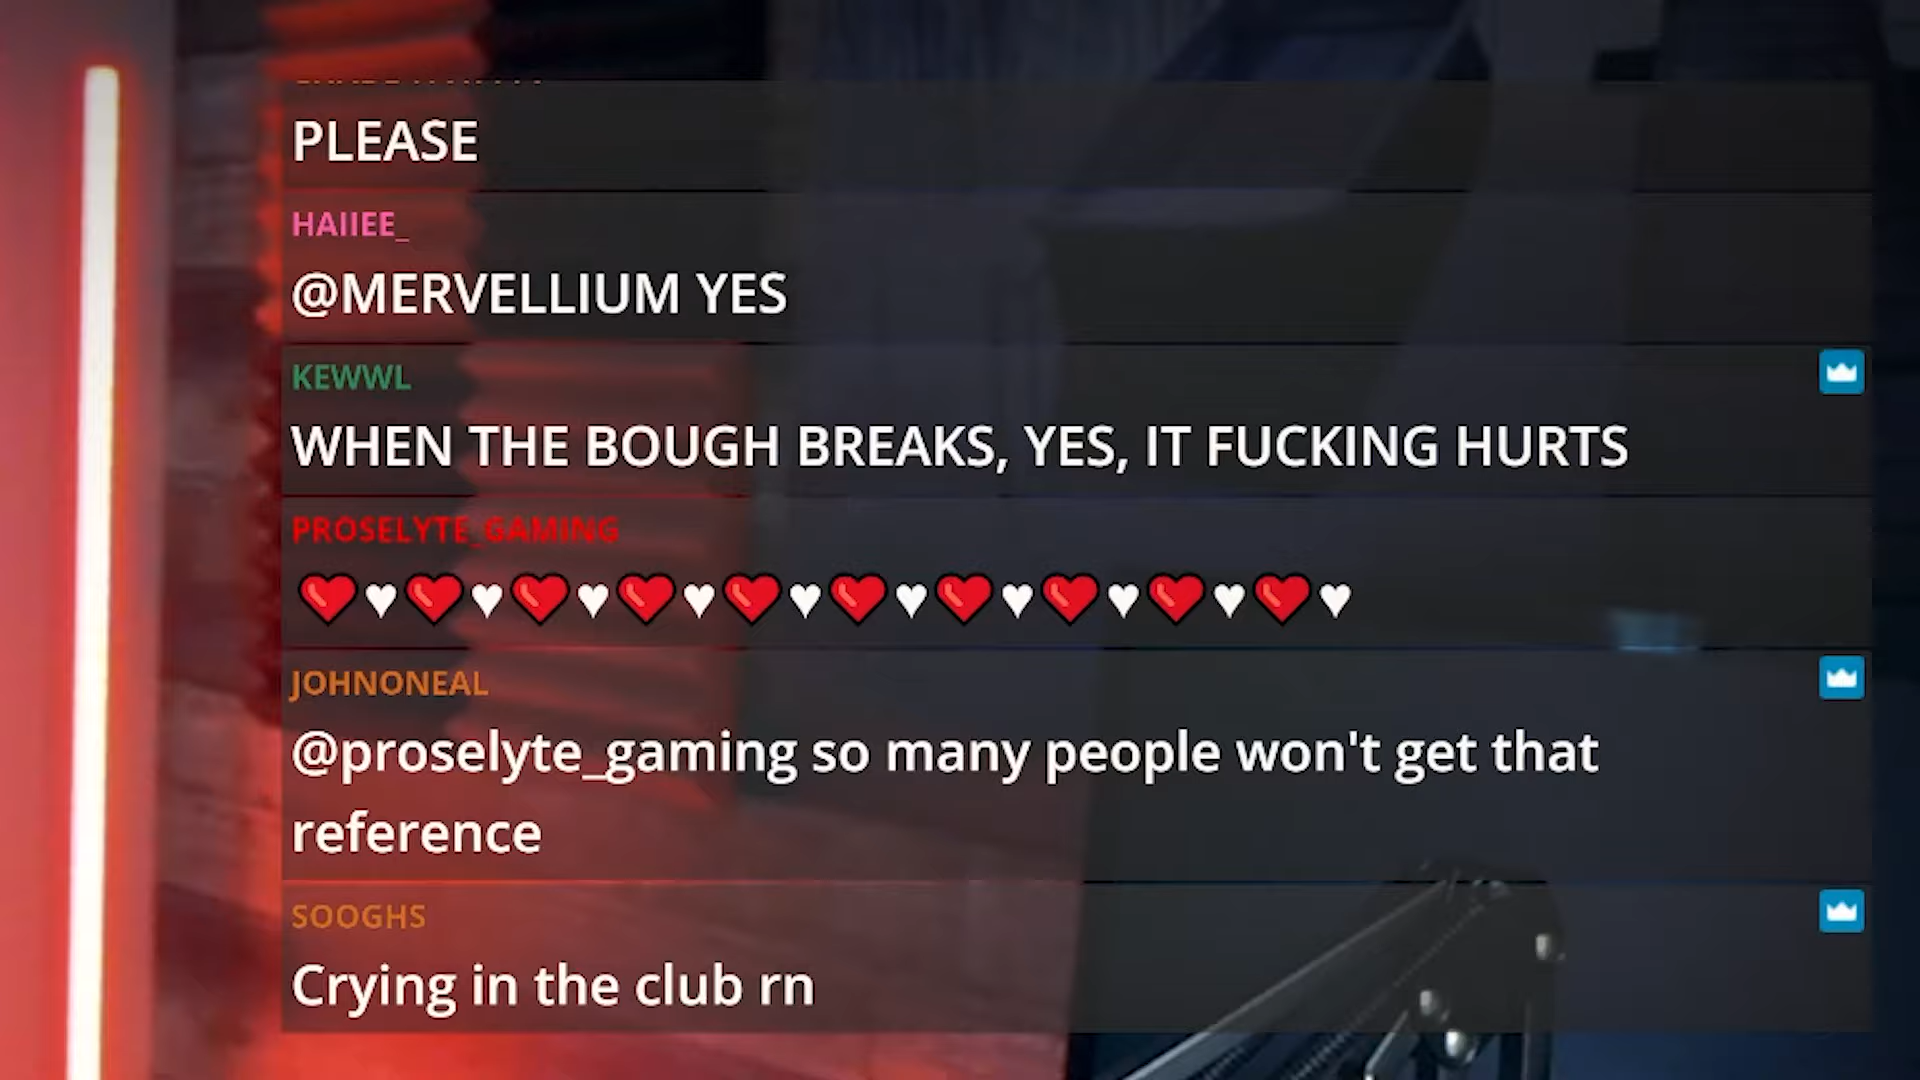 PLEASE
HAIIEE_
@MERVELLIUM YES
KEWWL
WHEN THE BOUGH BREAKS, YES, IT FUCKING HURTS
PROSELYTE_GAMING
❤️♥❤️♥❤️♥❤️♥❤️♥❤️♥❤️♥❤️♥❤️♥❤️♥
JOHNONEAL
@proselyte_gaming so many people won't get that
reference
SOOGHS
Crying in the club rn